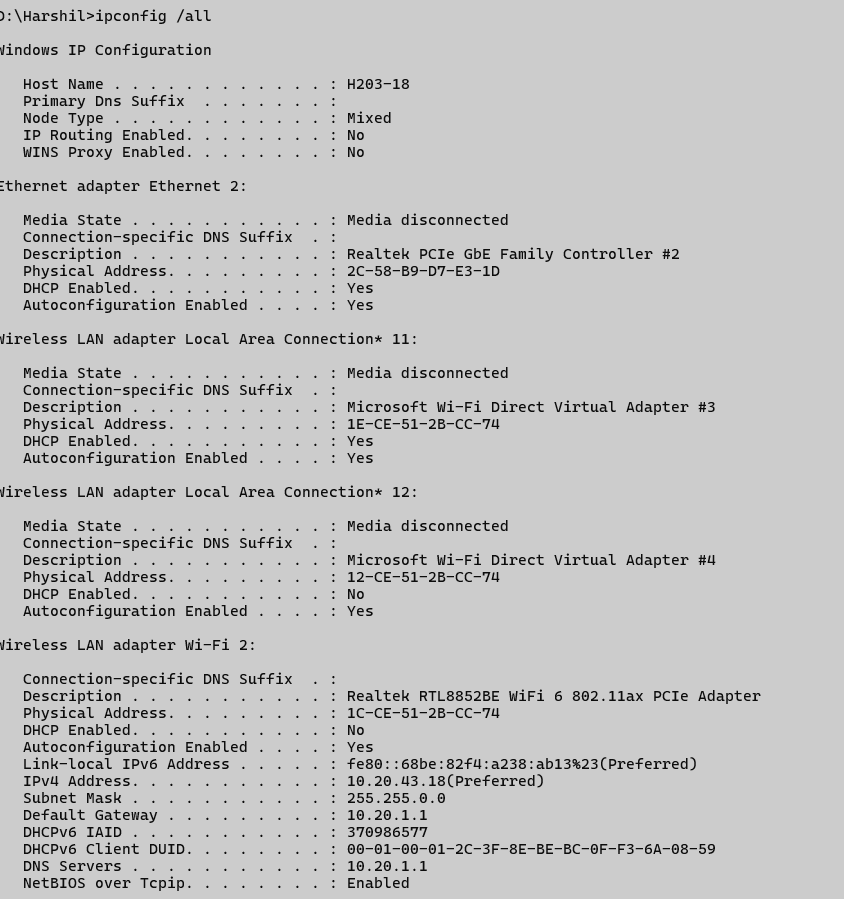 D:\Harshil>ipconfig /all
Windows IP Configuration
Host Name . . . . . . . . . . . . : H203-18
Primary Dns Suffix  . . . . . . . :
Node Type . . . . . . . . . . . . : Mixed
IP Routing Enabled. . . . . . . . : No
WINS Proxy Enabled. . . . . . . . : No
Ethernet adapter Ethernet 2:
Media State . . . . . . . . . . . : Media disconnected
Connection-specific DNS Suffix  . :
Description . . . . . . . . . . . : Realtek PCIe GbE Family Controller #2
Physical Address. . . . . . . . . : 2C-58-B9-D7-E3-1D
DHCP Enabled. . . . . . . . . . . : Yes
Autoconfiguration Enabled . . . . : Yes
Wireless LAN adapter Local Area Connection* 11:
Media State . . . . . . . . . . . : Media disconnected
Connection-specific DNS Suffix  . :
Description . . . . . . . . . . . : Microsoft Wi-Fi Direct Virtual Adapter #3
Physical Address. . . . . . . . . : 1E-CE-51-2B-CC-74
DHCP Enabled. . . . . . . . . . . : Yes
Autoconfiguration Enabled . . . . : Yes
Wireless LAN adapter Local Area Connection* 12:
Media State . . . . . . . . . . . : Media disconnected
Connection-specific DNS Suffix  . :
Description . . . . . . . . . . . : Microsoft Wi-Fi Direct Virtual Adapter #4
Physical Address. . . . . . . . . : 12-CE-51-2B-CC-74
DHCP Enabled. . . . . . . . . . . : No
Autoconfiguration Enabled . . . . : Yes
Wireless LAN adapter Wi-Fi 2:
Connection-specific DNS Suffix  . :
Description . . . . . . . . . . . : Realtek RTL8852BE WiFi 6 802.11ax PCIe Adapter
Physical Address. . . . . . . . . : 1C-CE-51-2B-CC-74
DHCP Enabled. . . . . . . . . . . : No
Autoconfiguration Enabled . . . . : Yes
Link-local IPv6 Address . . . . . : fe80::68be:82f4:a238:ab13%23(Preferred)
IPv4 Address. . . . . . . . . . . : 10.20.43.18(Preferred)
Subnet Mask . . . . . . . . . . . : 255.255.0.0
Default Gateway . . . . . . . . . : 10.20.1.1
DHCPv6 IAID . . . . . . . . . . . : 370986577
DHCPv6 Client DUID. . . . . . . . : 00-01-00-01-2C-3F-8E-BE-BC-0F-F3-6A-08-59
DNS Servers . . . . . . . . . . . : 10.20.1.1
NetBIOS over Tcpip. . . . . . . . : Enabled